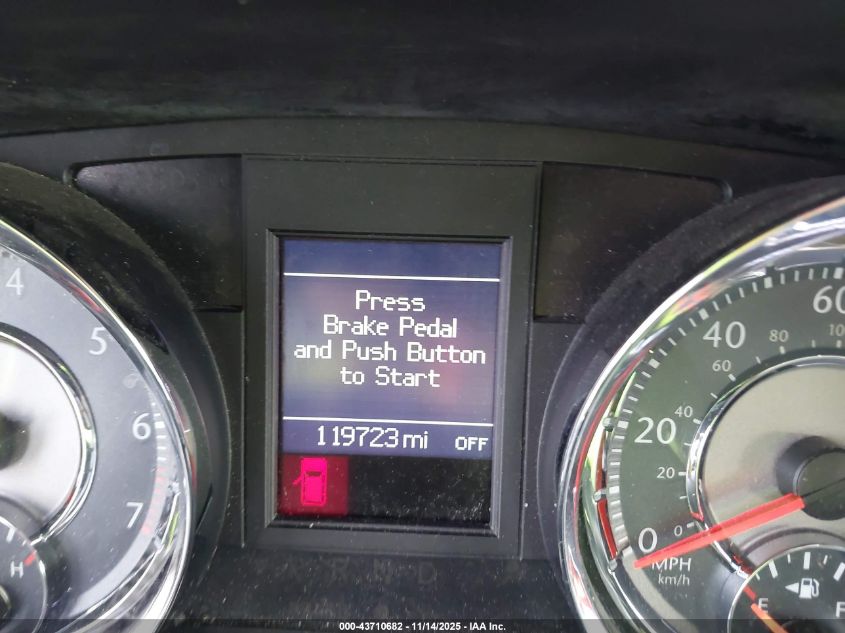 Press
Brake Pedal
and Push Button
to Start
119723 mi OFF
4
5
6
7
H
60
40
20
0
100
80
60
40
20
0
MPH
km/h
E
F
R N D
000-43710682 - 11/14/2025 - IAA Inc.